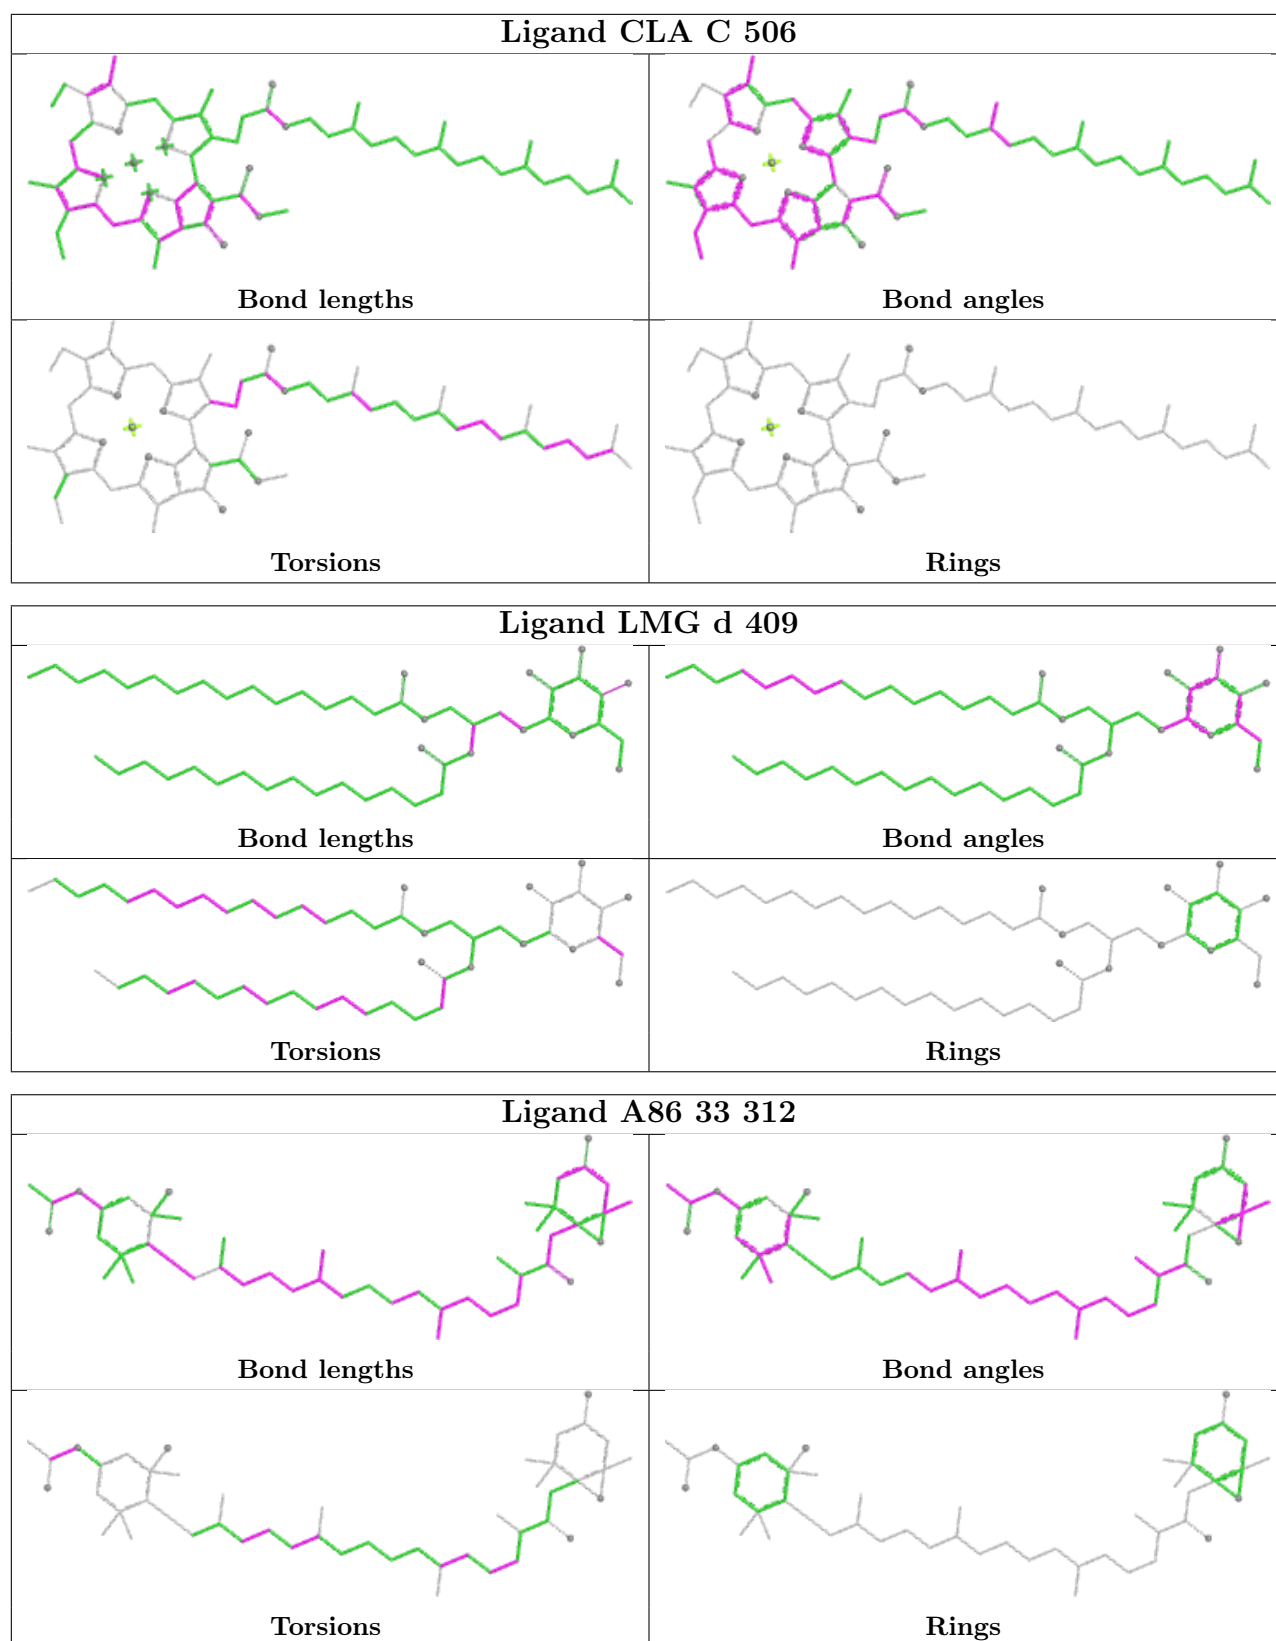 Ligand CLA C 506
Bond lengths
Bond angles
Torsions
Rings
Ligand LMG d 409
Bond lengths
Bond angles
Torsions
Rings
Ligand A86 33 312
Bond lengths
Bond angles
Torsions
Rings